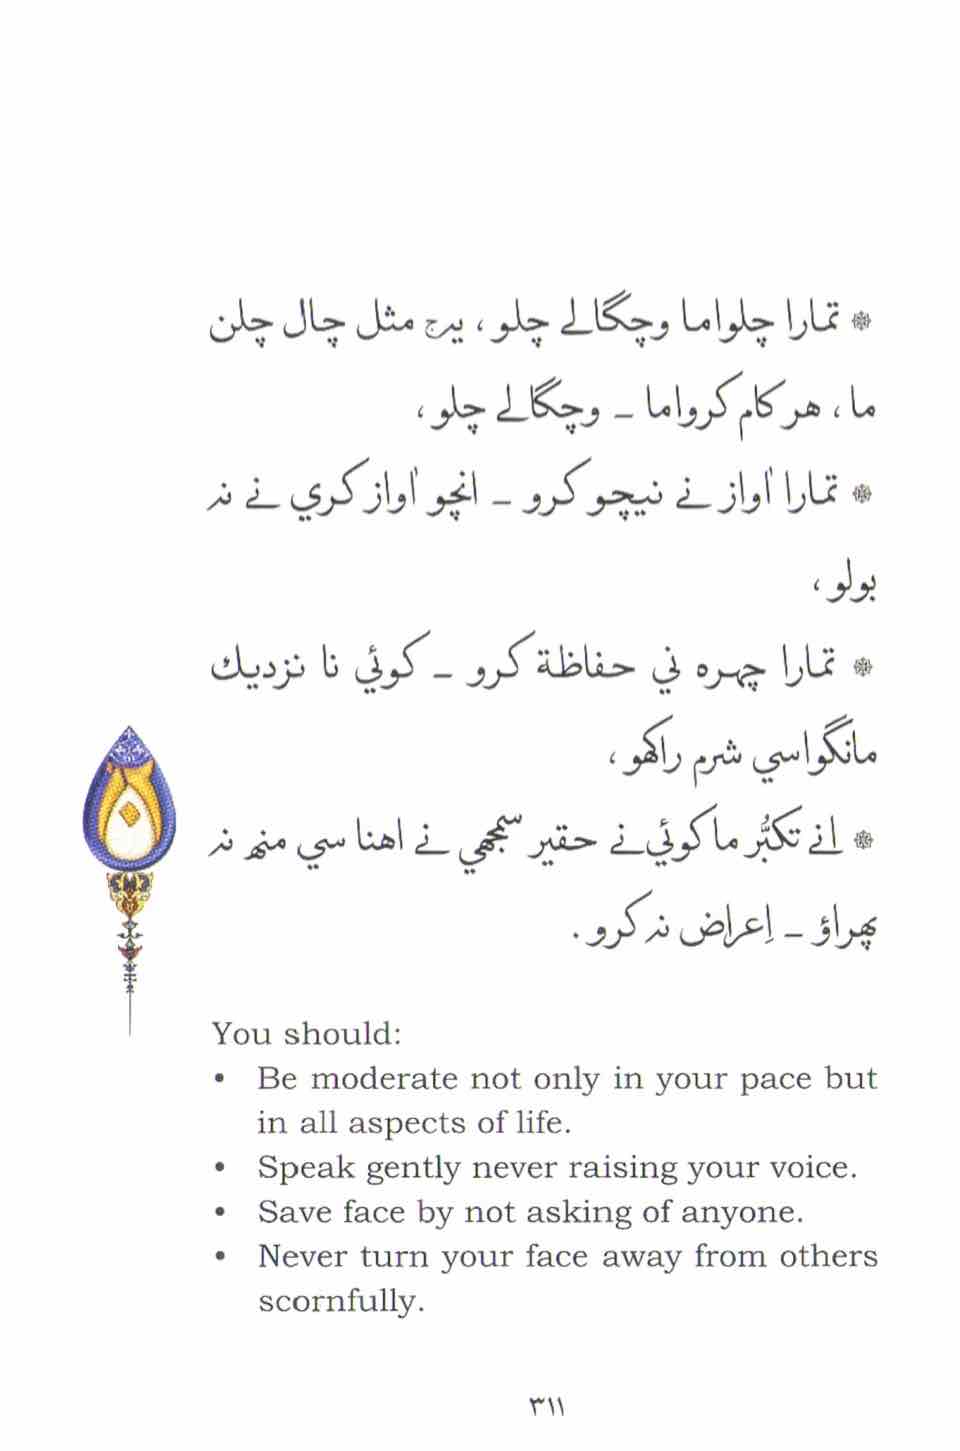 ❁ تمارا چلواما وچگالے چلو، يەج مثل چال چلن
ما، هر كام كرواما ـ وچگالے چلو،
❁ تمارا اٰواز نے نيچو كرو ـ انچو اٰواز كري نے نہ
بولو،
❁ تمارا چهره ني حفاظة كرو ـ كوئي نا نزديك
مانگواسي شرم راكهو،
❁ انے تكبُّر ما كوئي نے حقير سمجهي نے اهنا سي منهہ نہ
پهراؤ ـ اِعراض نہ كرو .
You should:
• Be moderate not only in your pace but
in all aspects of life.
• Speak gently never raising your voice.
• Save face by not asking of anyone.
• Never turn your face away from others
scornfully.
٣١١